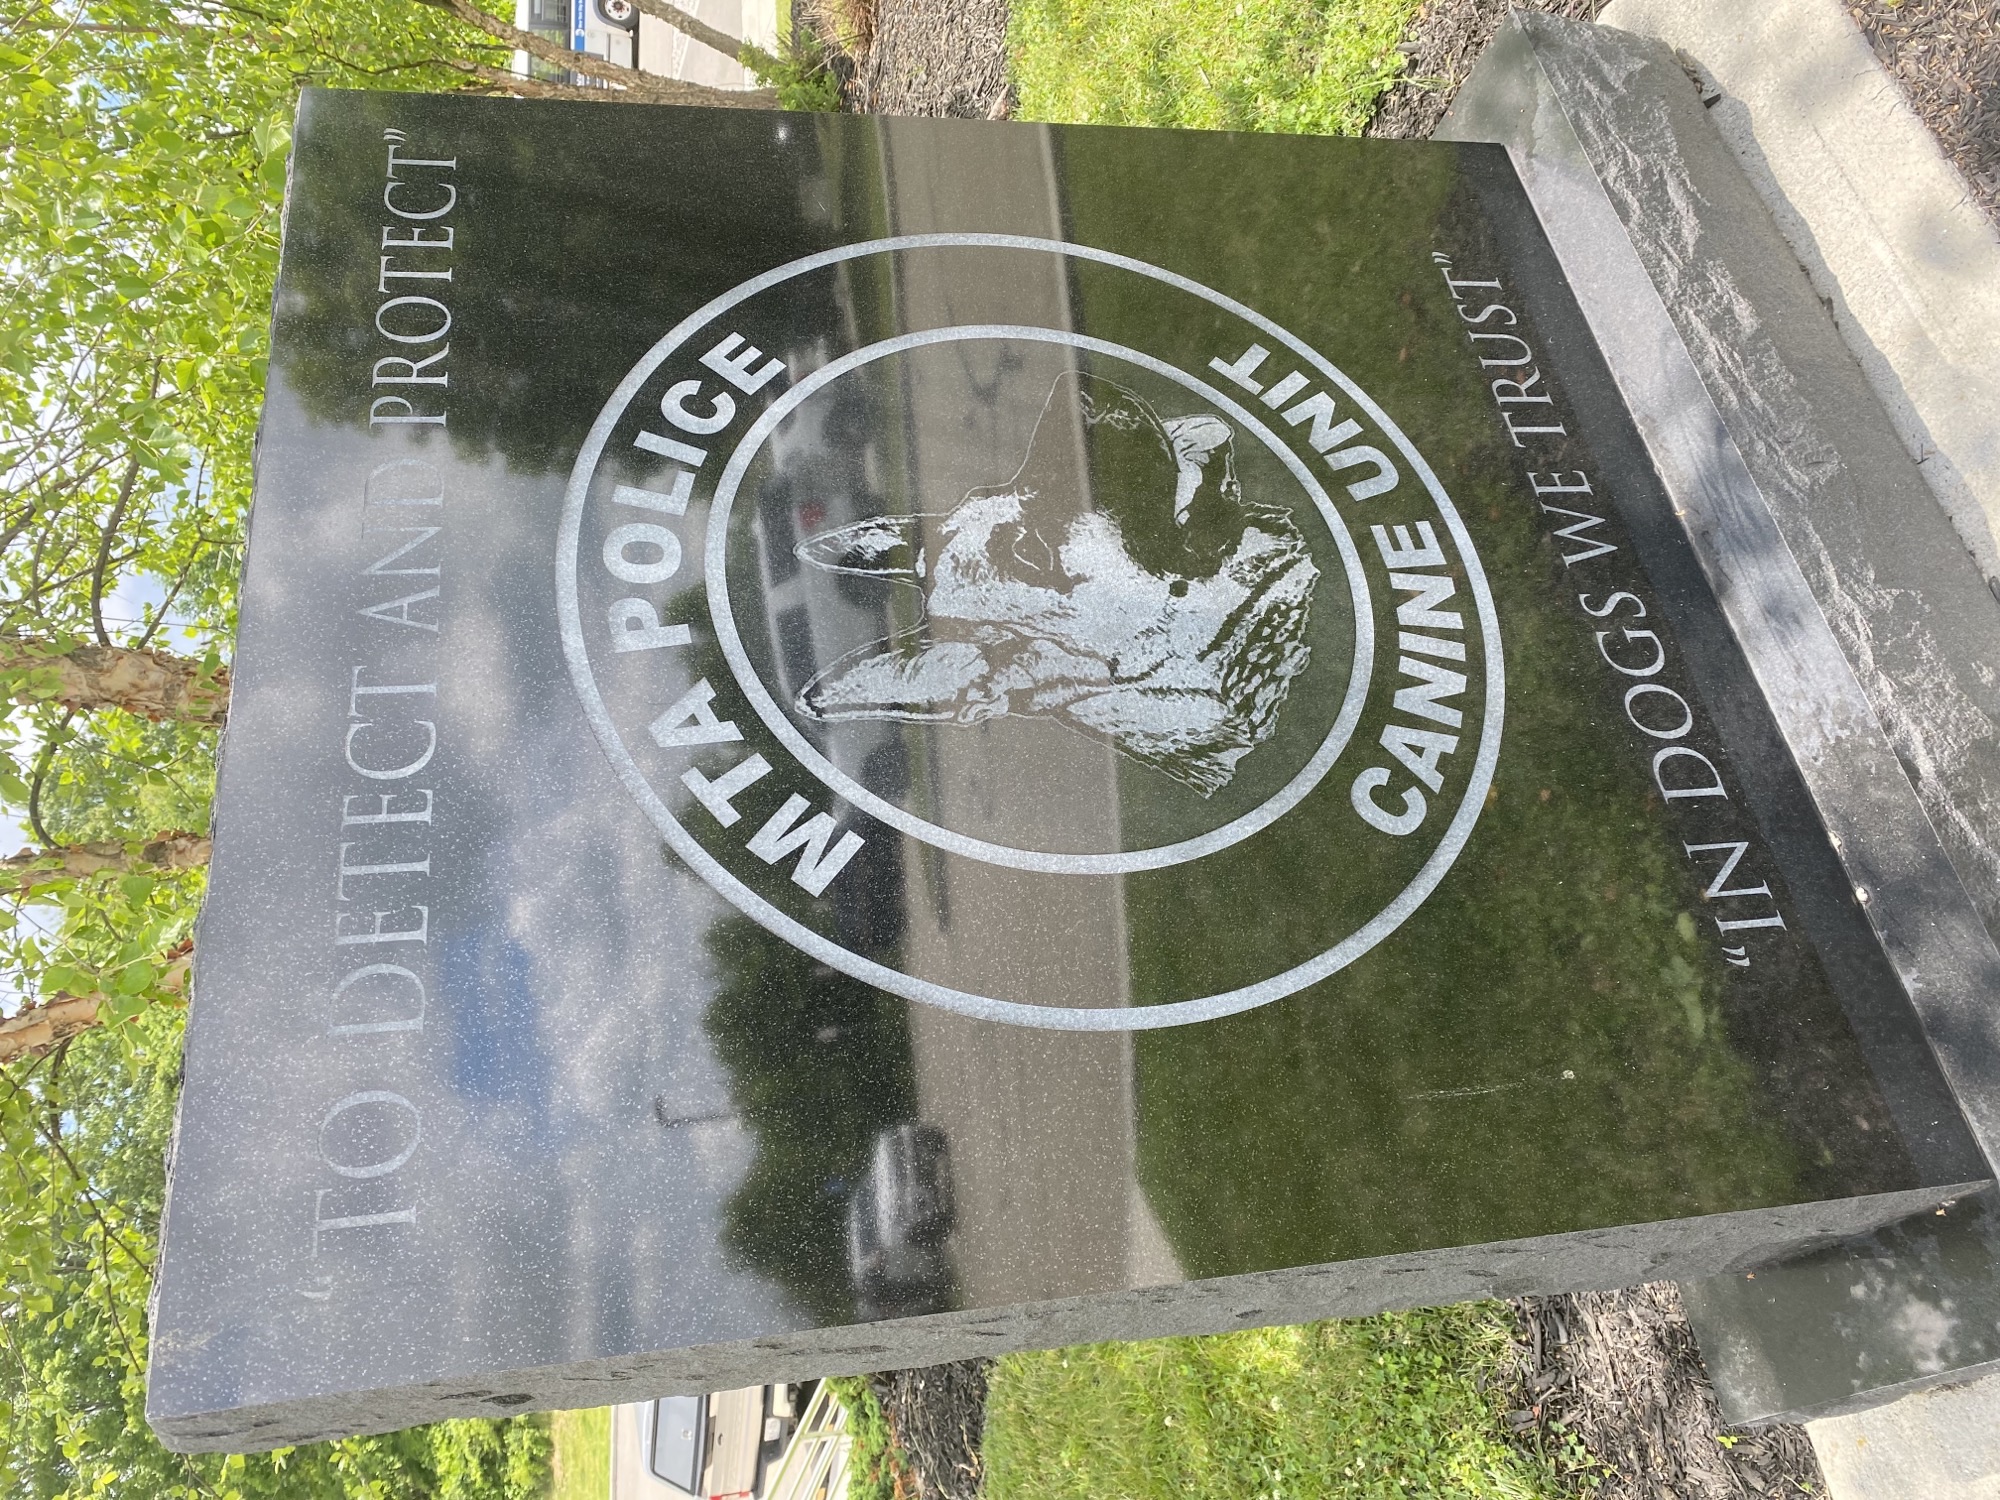 "TO DETECT AND PROTECT"
MTA POLICE
CANINE UNIT
"IN DOGS WE TRUST"